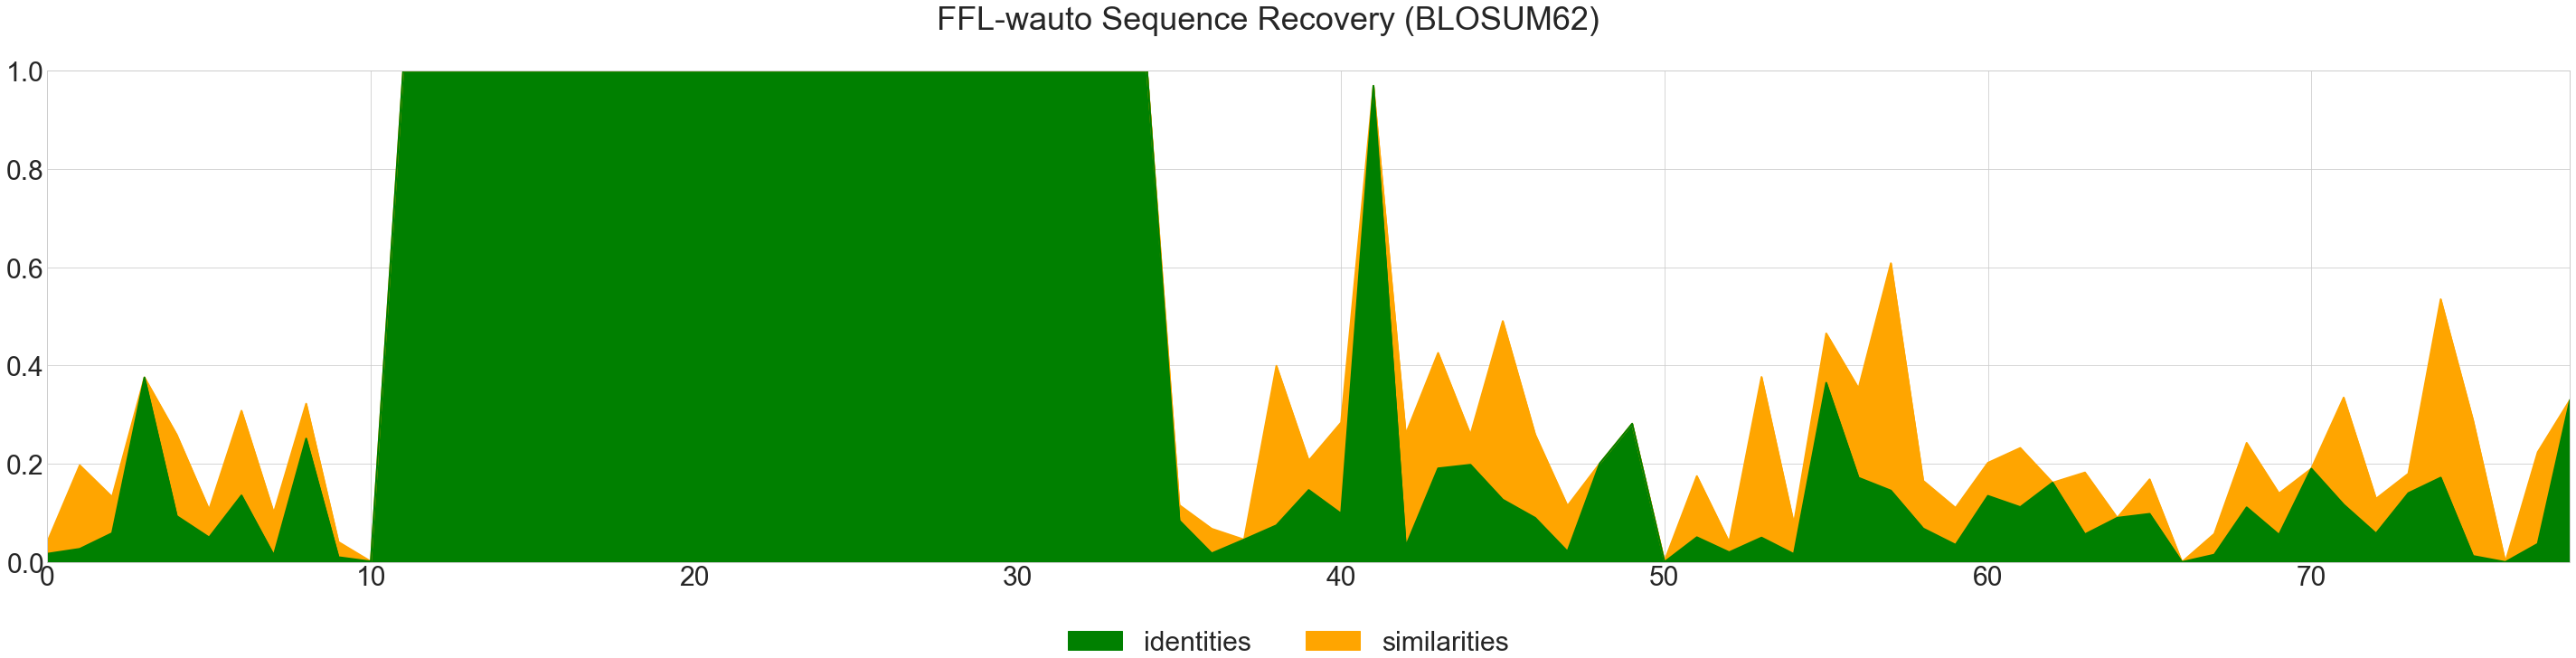 FFL-wauto Sequence Recovery (BLOSUM62)
1.0
0.8
0.6
0.4
0.2
0.0
0 10 20 30 40 50 60 70
identities similarities